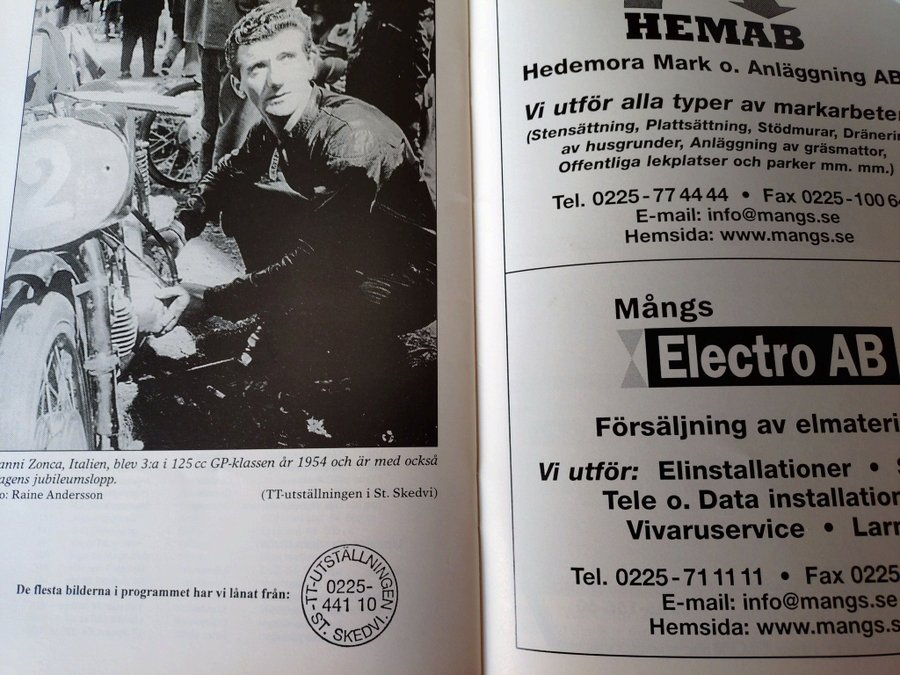 2
anni Zonca, Italien, blev 3:a i 125 cc GP-klassen år 1954 och är med också
agens jubileumslopp.
o: Raine Andersson (TT-utställningen i St. Skedvi)
De flesta bilderna i programmet har vi lånat från:
TT-UTSTÄLLNINGEN
0225-
441 10
ST. SKEDVI.
HEMAB
Hedemora Mark o. Anläggning AB
Vi utför alla typer av markarbeten
(Stensättning, Plattsättning, Stödmurar, Dränerin
av husgrunder, Anläggning av gräsmattor,
Offentliga lekplatser och parker mm. mm.)
Tel. 0225-77 44 44 • Fax 0225-100 64
E-mail: info@mangs.se
Hemsida: www.mangs.se
Mångs
Electro AB
Försäljning av elmateri
Vi utför: Elinstallationer • S
Tele o. Data installation
Vivaruservice • Larm
Tel. 0225-71 11 11 • Fax 0225
E-mail: info@mangs.se
Hemsida: www.mangs.s